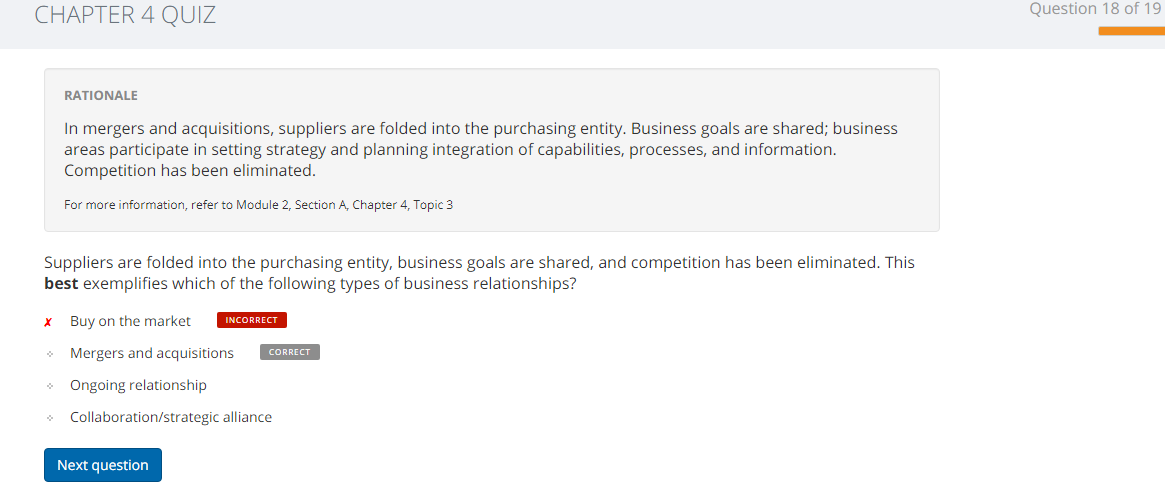 CHAPTER 4 QUIZ
Question 18 of 19
RATIONALE
In mergers and acquisitions, suppliers are folded into the purchasing entity. Business goals are shared; business
areas participate in setting strategy and planning integration of capabilities, processes, and information.
Competition has been eliminated.
For more information, refer to Module 2, Section A, Chapter 4, Topic 3
Suppliers are folded into the purchasing entity, business goals are shared, and competition has been eliminated. This
best exemplifies which of the following types of business relationships?
Buy on the market INCORRECT
Mergers and acquisitions CORRECT
Ongoing relationship
Collaboration/strategic alliance
Next question